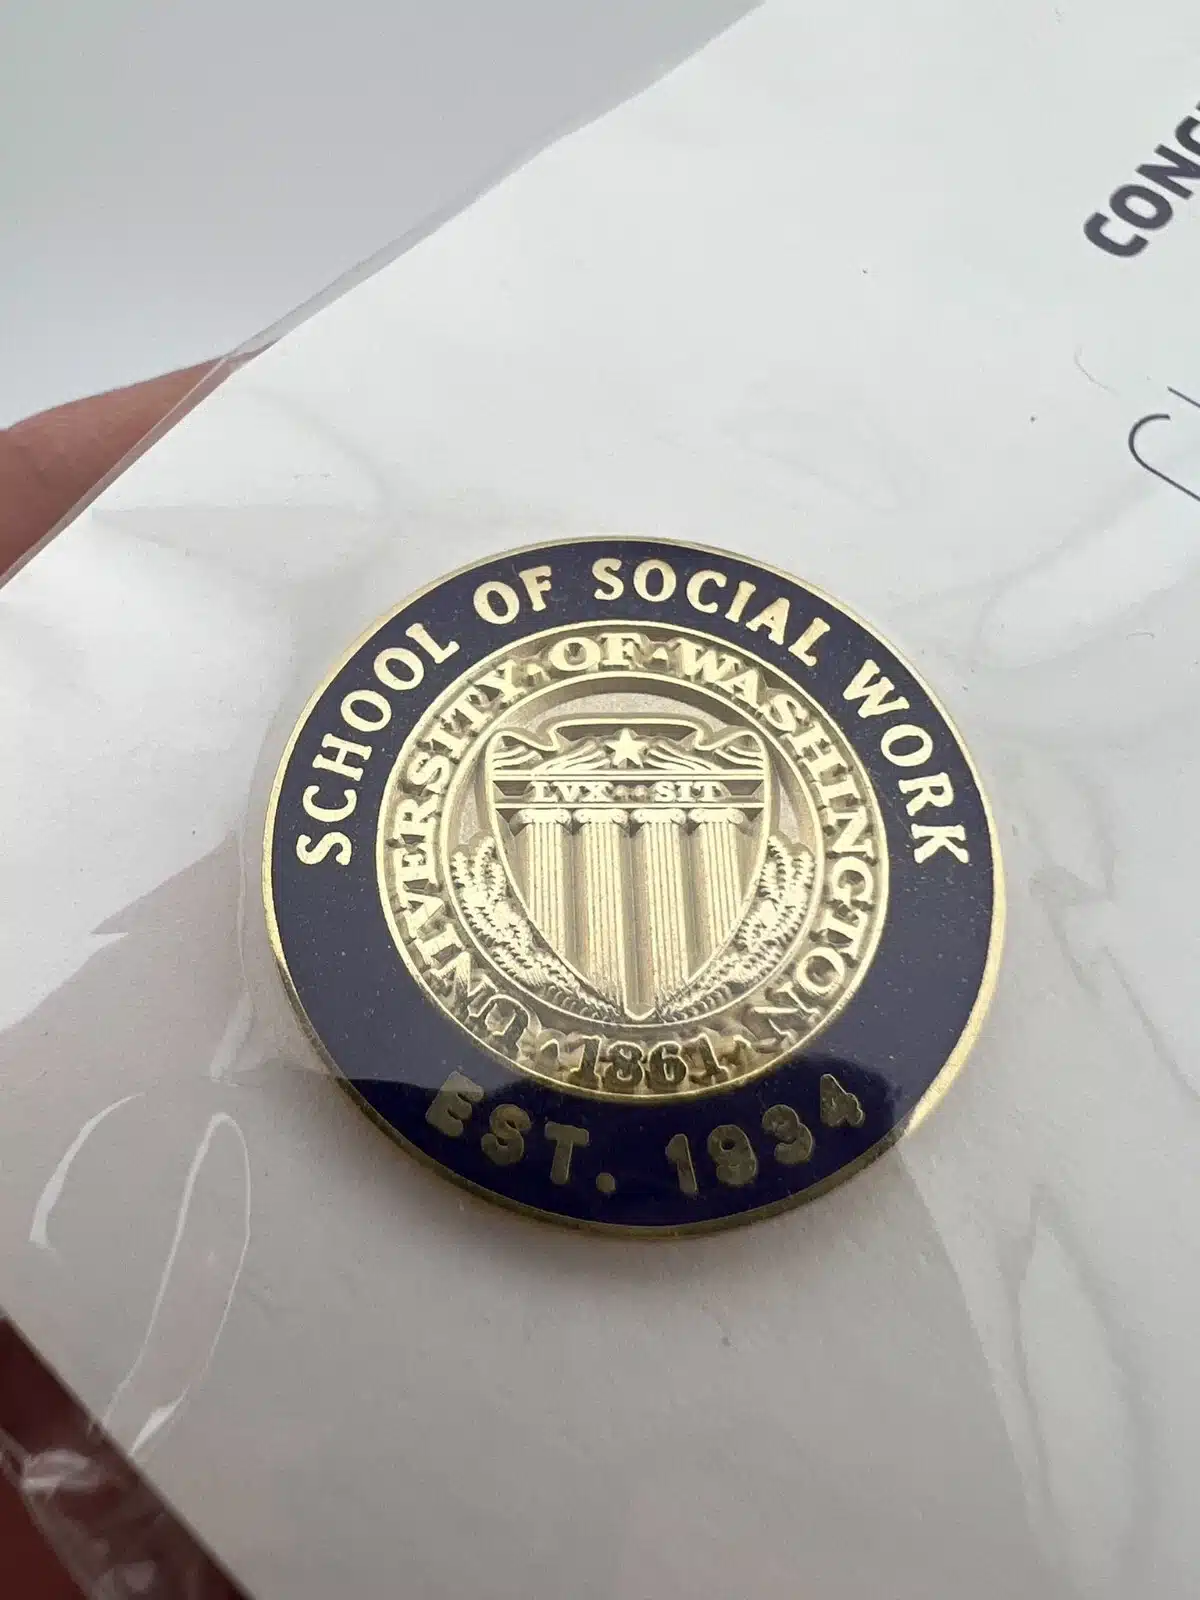 SCHOOL OF SOCIAL WORK
UNIVERSITY·OF·WASHINGTON
LVX SIT
·1861·
EST. 1934